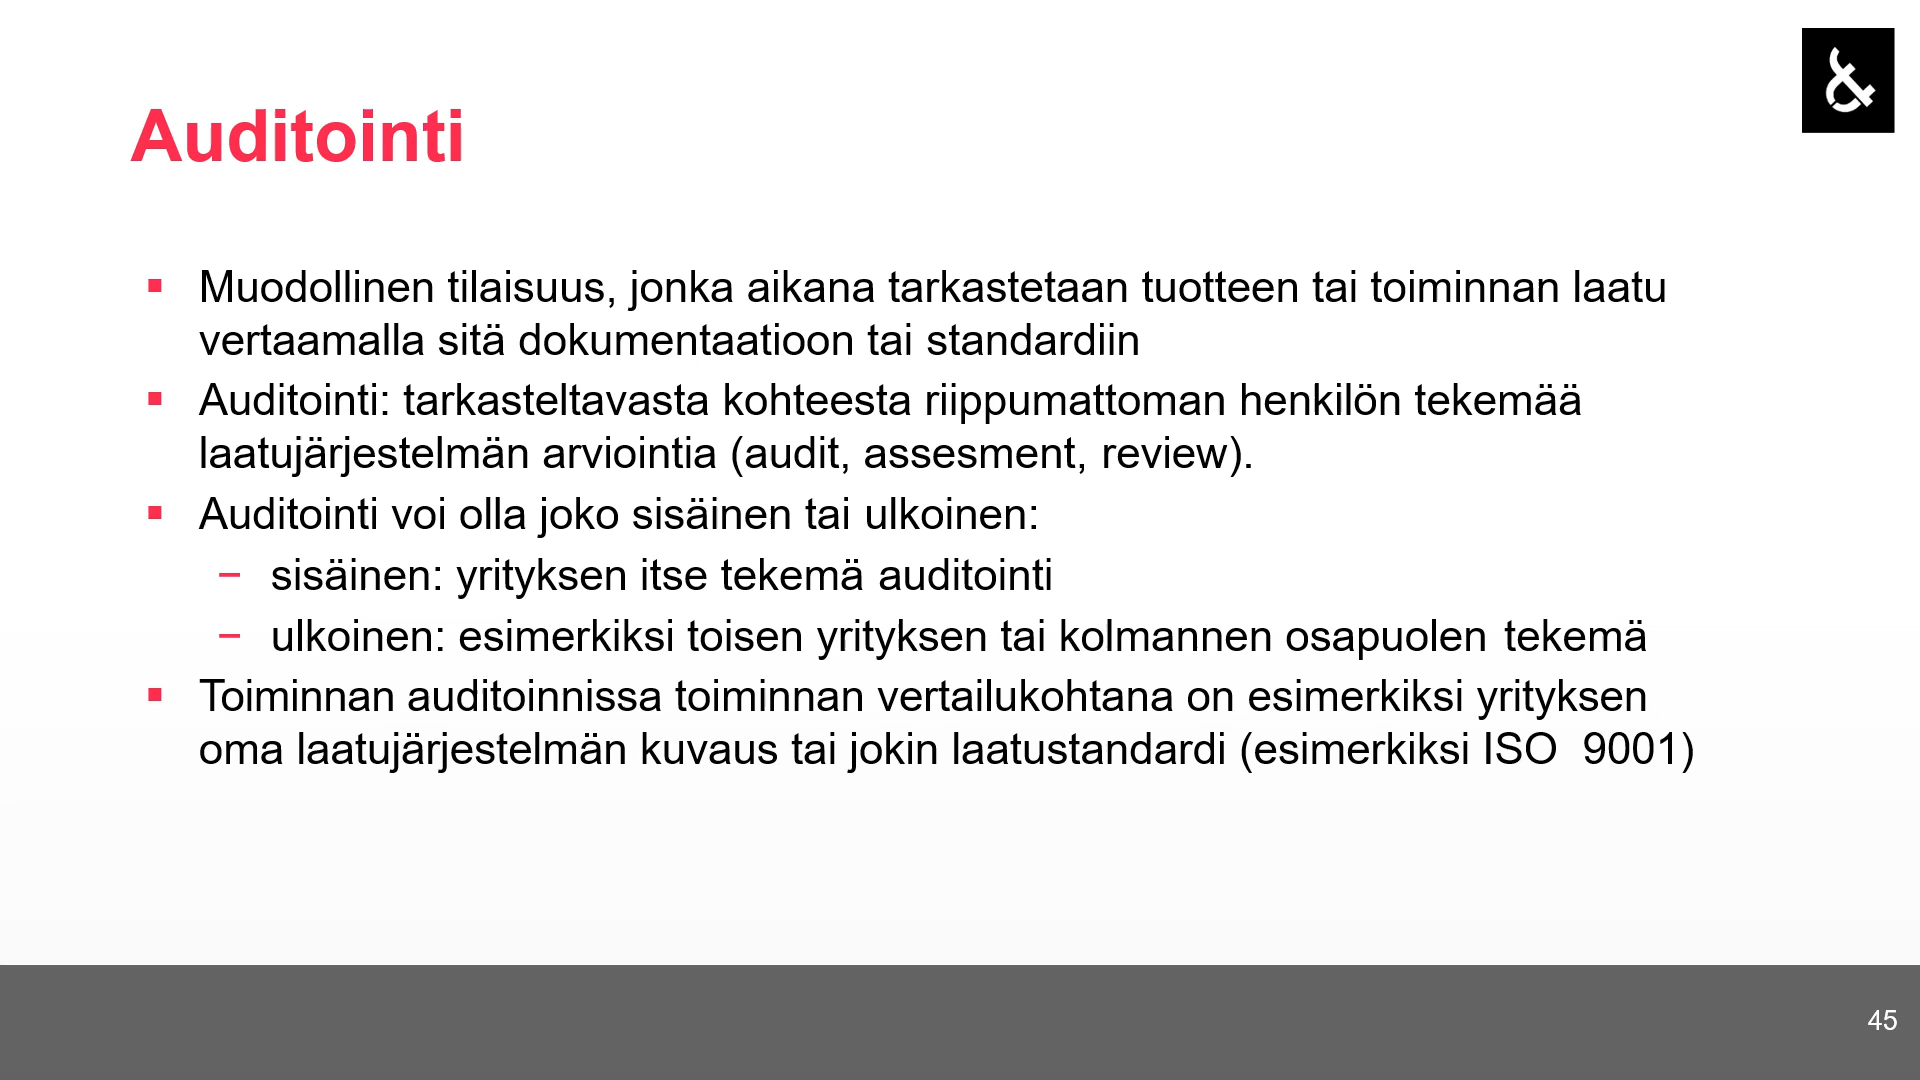 &
Auditointi
▪ Muodollinen tilaisuus, jonka aikana tarkastetaan tuotteen tai toiminnan laatu
vertaamalla sitä dokumentaatioon tai standardiin
▪ Auditointi: tarkasteltavasta kohteesta riippumattoman henkilön tekemää
laatujärjestelmän arviointia (audit, assesment, review).
▪ Auditointi voi olla joko sisäinen tai ulkoinen:
− sisäinen: yrityksen itse tekemä auditointi
− ulkoinen: esimerkiksi toisen yrityksen tai kolmannen osapuolen tekemä
▪ Toiminnan auditoinnissa toiminnan vertailukohtana on esimerkiksi yrityksen
oma laatujärjestelmän kuvaus tai jokin laatustandardi (esimerkiksi ISO  9001)
45